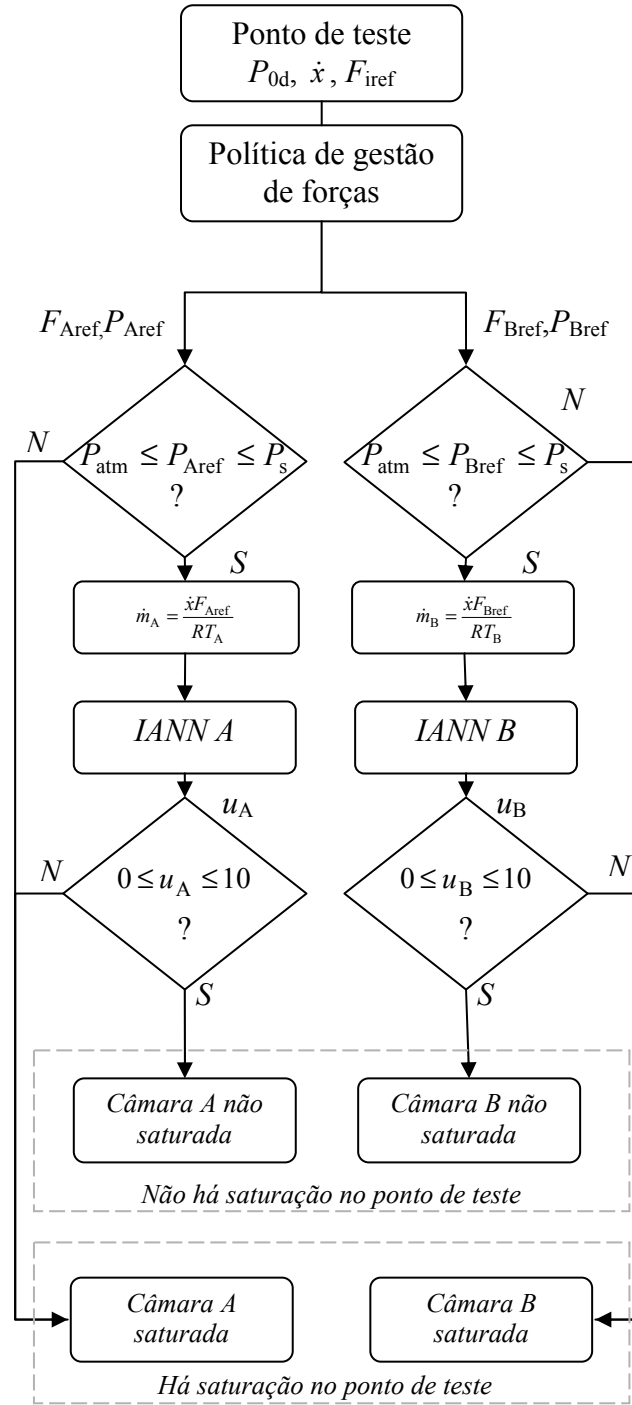 Ponto de teste
P0d, ẋ, Firef
Política de gestão
de forças
FAref,PAref
FBref,PBref
N
Patm ≤ PAref ≤ Ps
?
S
N
Patm ≤ PBref ≤ Ps
?
S
ṁA = ẋFAref / RTA
ṁB = ẋFBref / RTB
IANN A
IANN B
uA
uB
N
0 ≤ uA ≤ 10
?
S
N
0 ≤ uB ≤ 10
?
S
Câmara A não
saturada
Câmara B não
saturada
Não há saturação no ponto de teste
Câmara A
saturada
Câmara B
saturada
Há saturação no ponto de teste